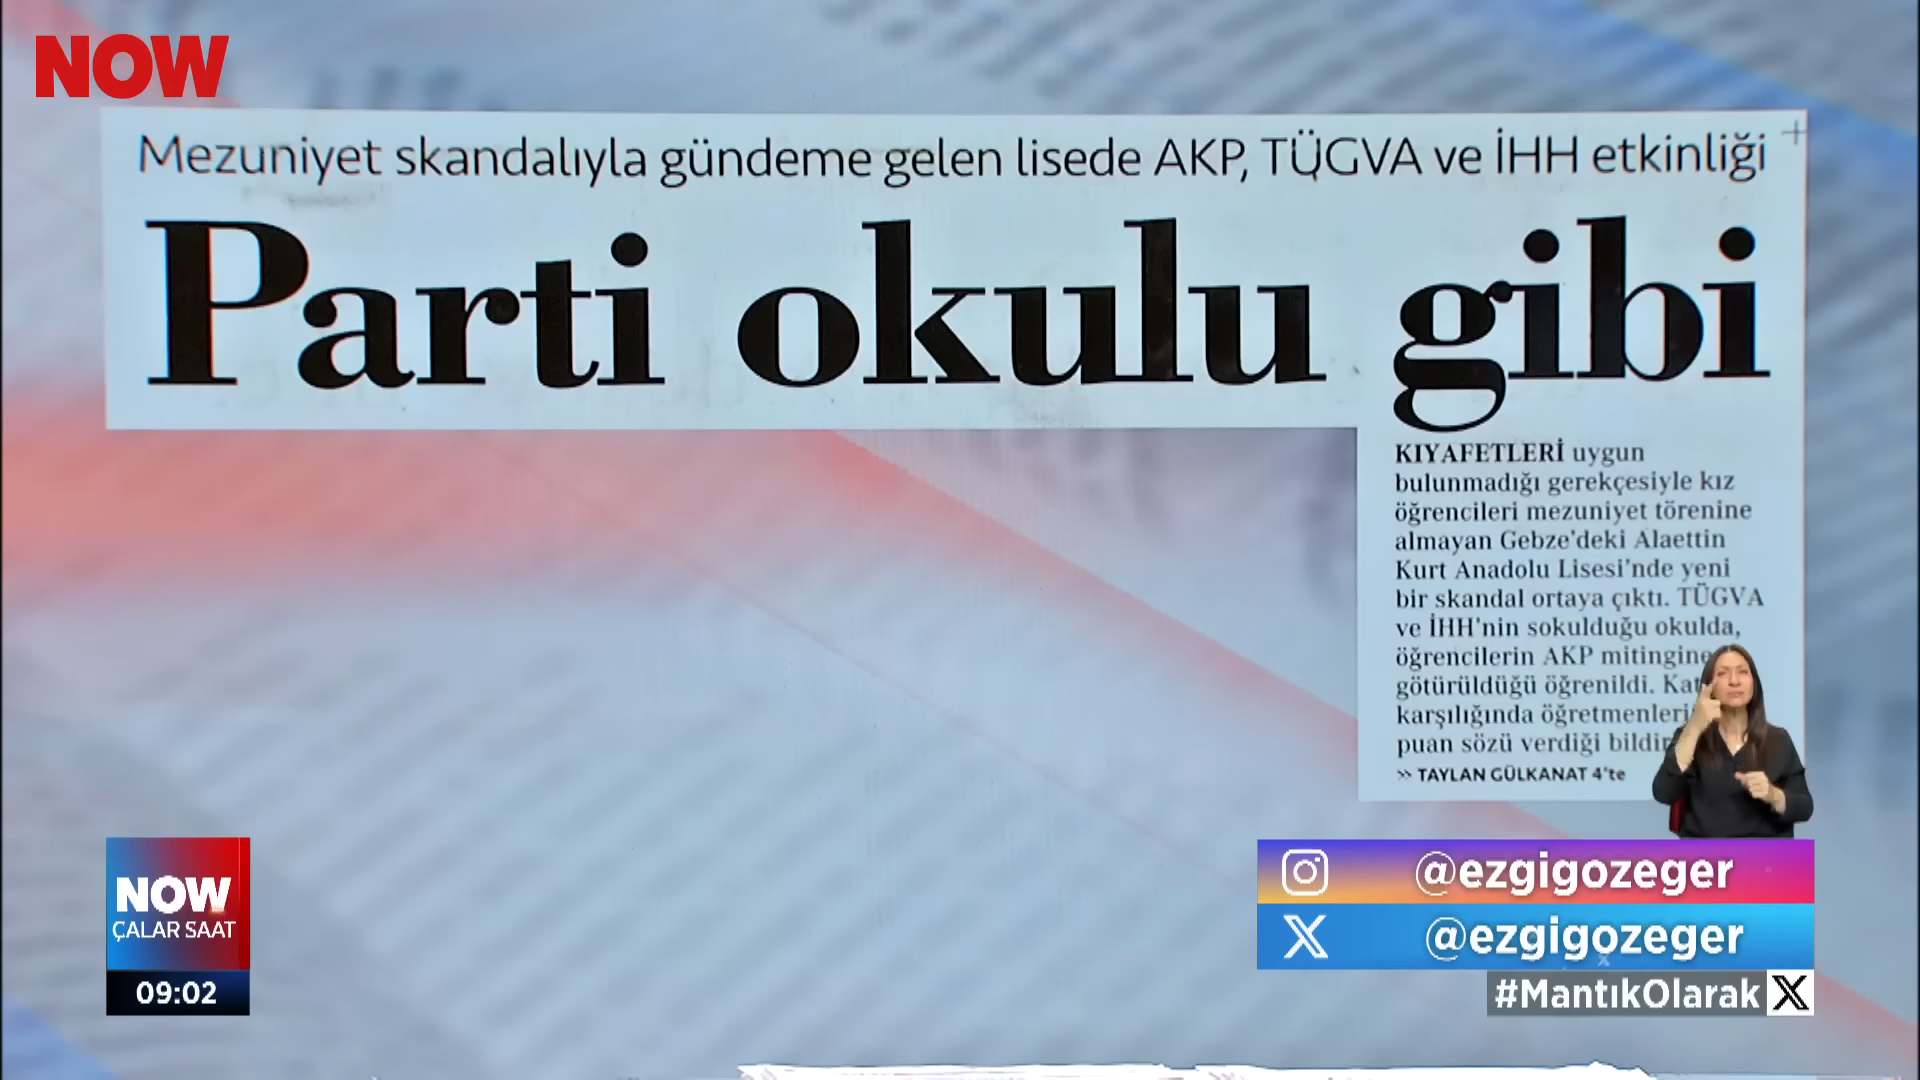 NOW
Mezuniyet skandalıyla gündeme gelen lisede AKP, TÜGVA ve İHH etkinliği
Parti okulu gibi
KIYAFETLERİ uygun
bulunmadığı gerekçesiyle kız
öğrencileri mezuniyet törenine
almayan Gebze'deki Alaettin
Kurt Anadolu Lisesi'nde yeni
bir skandal ortaya çıktı. TÜGVA
ve İHH'nin sokulduğu okulda,
öğrencilerin AKP mitingine
götürüldüğü öğrenildi.
karşılığında
puan sözü verdiği
» TAYLAN GÜLKANAT 4'te
@ezgigozeger
@ezgigozeger
#MantıkOlarak X
NOW
ÇALAR SAAT
09:02